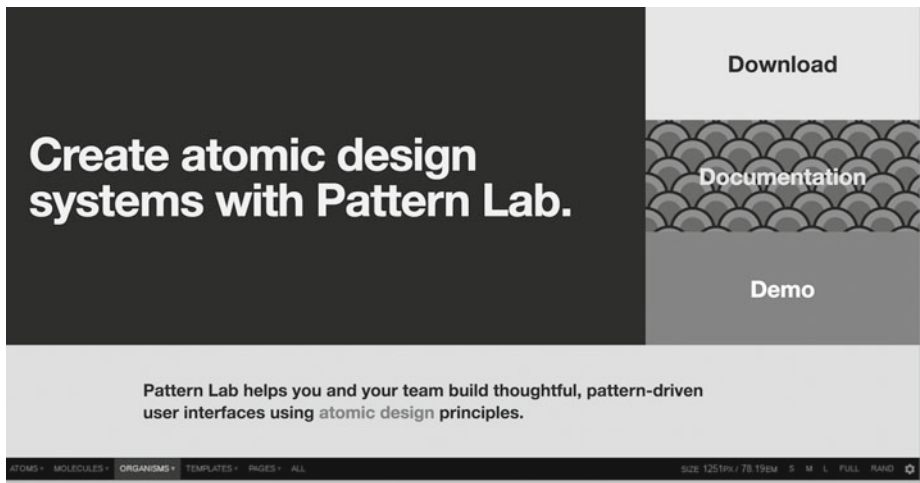 Create atomic design
systems with Pattern Lab.
Download
Documentation
Demo
Pattern Lab helps you and your team build thoughtful, pattern-driven
user interfaces using atomic design principles.
ATOMS MOLECULES ORGANISMS TEMPLATES PAGES ALL SIZE 1251PX / 78.19EM S M L FULL RAND